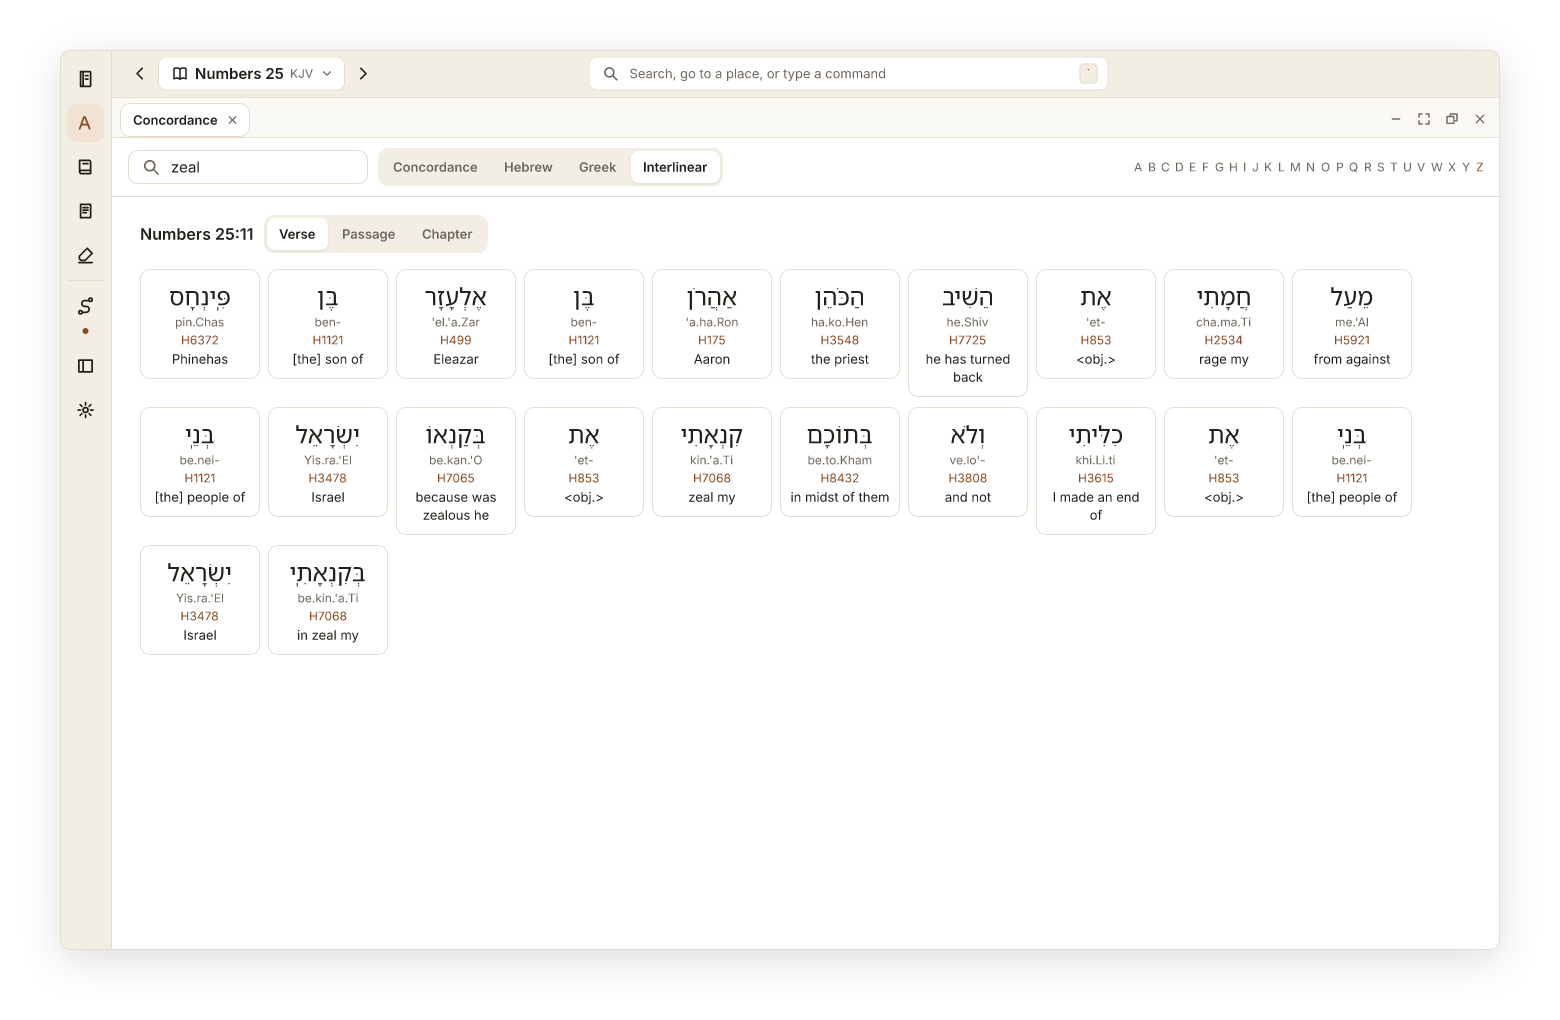 Numbers 25 KJV
Search, go to a place, or type a command
Concordance
zeal
Concordance Hebrew Greek Interlinear
A B C D E F G H I J K L M N O P Q R S T U V W X Y Z
Numbers 25:11 Verse Passage Chapter
פִּֽינְחָס
pin.Chas
H6372
Phinehas
בֶּן
ben-
H1121
[the] son of
אֶלְעָזָר
'el.'a.Zar
H499
Eleazar
בֶּן
ben-
H1121
[the] son of
אַהֲרֹן
'a.ha.Ron
H175
Aaron
הַכֹּהֵן
ha.ko.Hen
H3548
the priest
הֵשִׁיב
he.Shiv
H7725
he has turned
back
אֶת
'et-
H853
<obj.>
חֲמָתִי
cha.ma.Ti
H2534
rage my
מֵעַל
me.'Al
H5921
from against
בְּנֵֽי
be.nei-
H1121
[the] people of
יִשְׂרָאֵל
Yis.ra.'El
H3478
Israel
בְּקַנְאוֹ
be.kan.'O
H7065
because was
zealous he
אֶת
'et-
H853
<obj.>
קִנְאָתִי
kin.'a.Ti
H7068
zeal my
בְּתוֹכָם
be.to.Kham
H8432
in midst of them
וְלֹא
ve.lo'-
H3808
and not
כִלִּיתִי
khi.Li.ti
H3615
I made an end
of
אֶת
'et-
H853
<obj.>
בְּנֵֽי
be.nei-
H1121
[the] people of
יִשְׂרָאֵל
Yis.ra.'El
H3478
Israel
בְּקִנְאָתִֽי
be.kin.'a.Ti
H7068
in zeal my